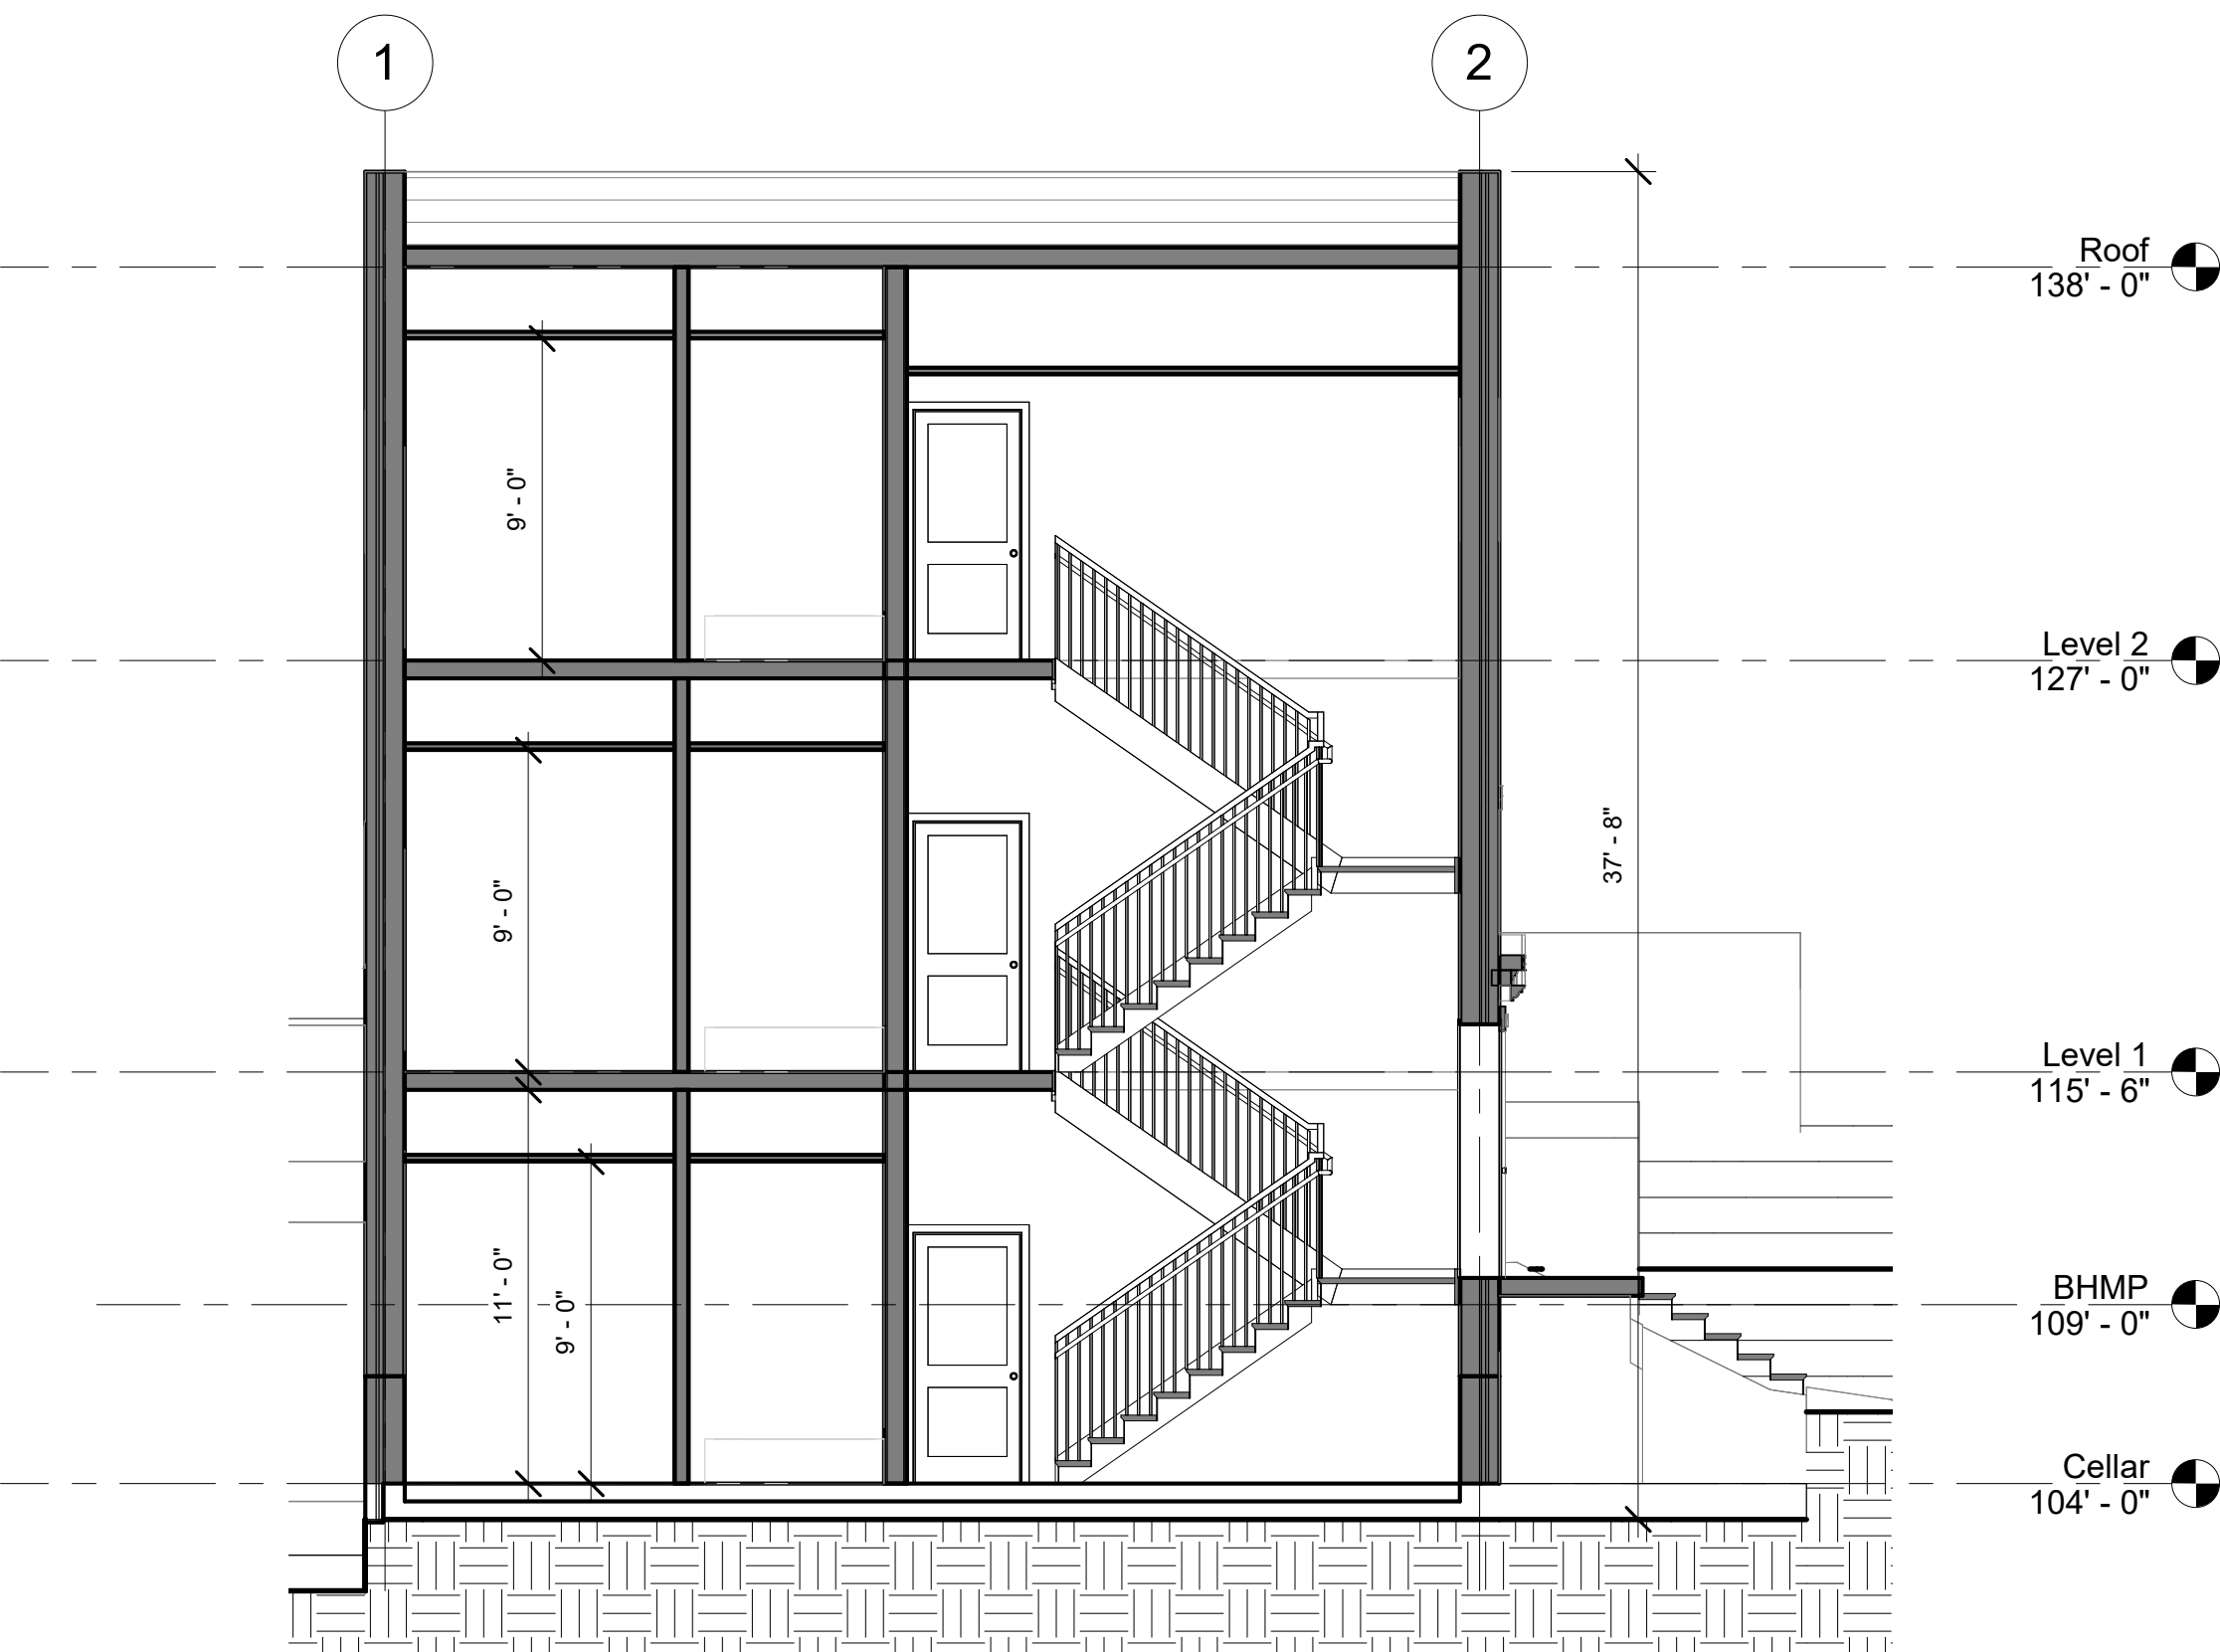 1
2
Roof
138' - 0"
9' - 0"
Level 2
127' - 0"
37' - 8"
9' - 0"
Level 1
115' - 6"
11' - 0"
9' - 0"
BHMP
109' - 0"
Cellar
104' - 0"